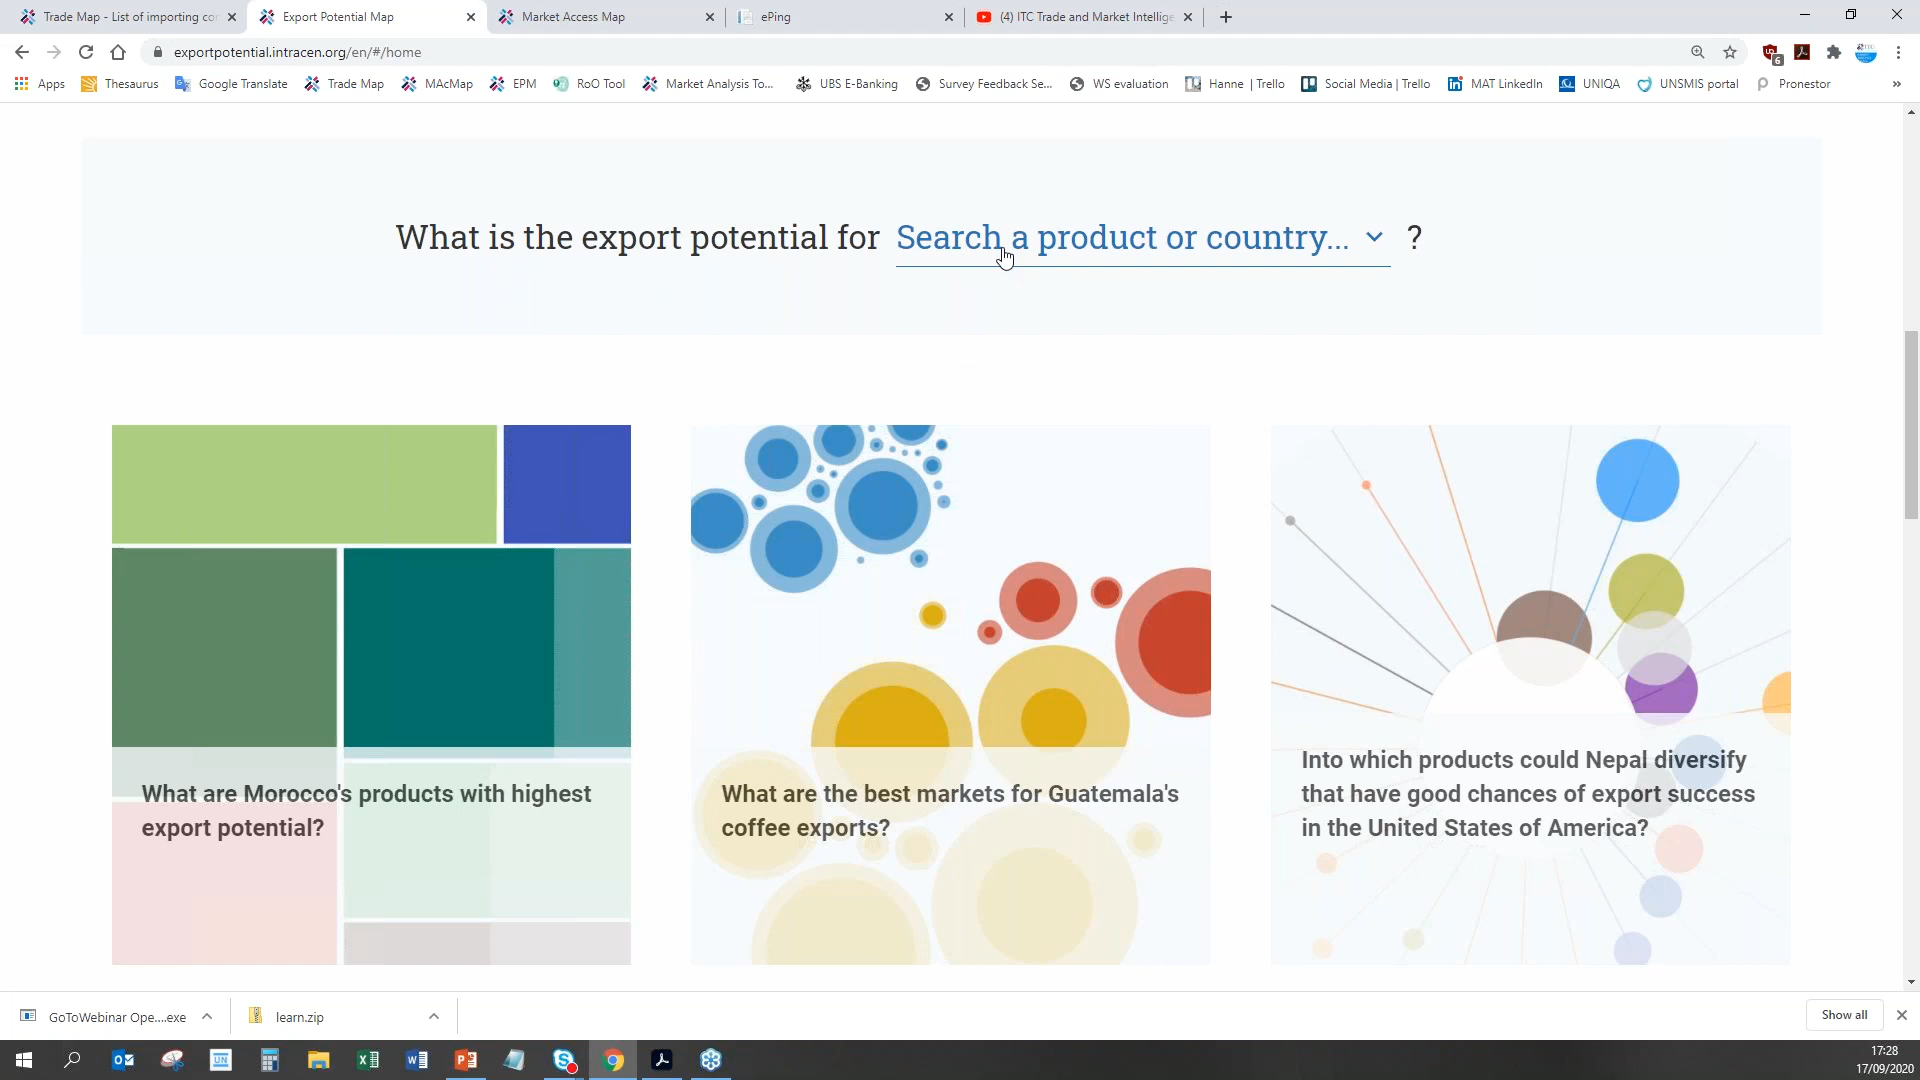 Trade Map - List of importing co
Export Potential Map
Market Access Map
ePing
(4) ITC Trade and Market Intellige
exportpotential.intracen.org/en/#/home
6
Apps
Thesaurus
Google Translate
Trade Map
MAcMap
EPM
RoO Tool
Market Analysis To...
UBS E-Banking
Survey Feedback Se...
WS evaluation
Hanne | Trello
Social Media | Trello
MAT LinkedIn
UNIQA
UNSMIS portal
Pronestor
»
What is the export potential for Search a product or country... ?
What are Morocco's products with highest
export potential?
What are the best markets for Guatemala's
coffee exports?
Into which products could Nepal diversify
that have good chances of export success
in the United States of America?
GoToWebinar Ope....exe
learn.zip
Show all
17:28
17/09/2020